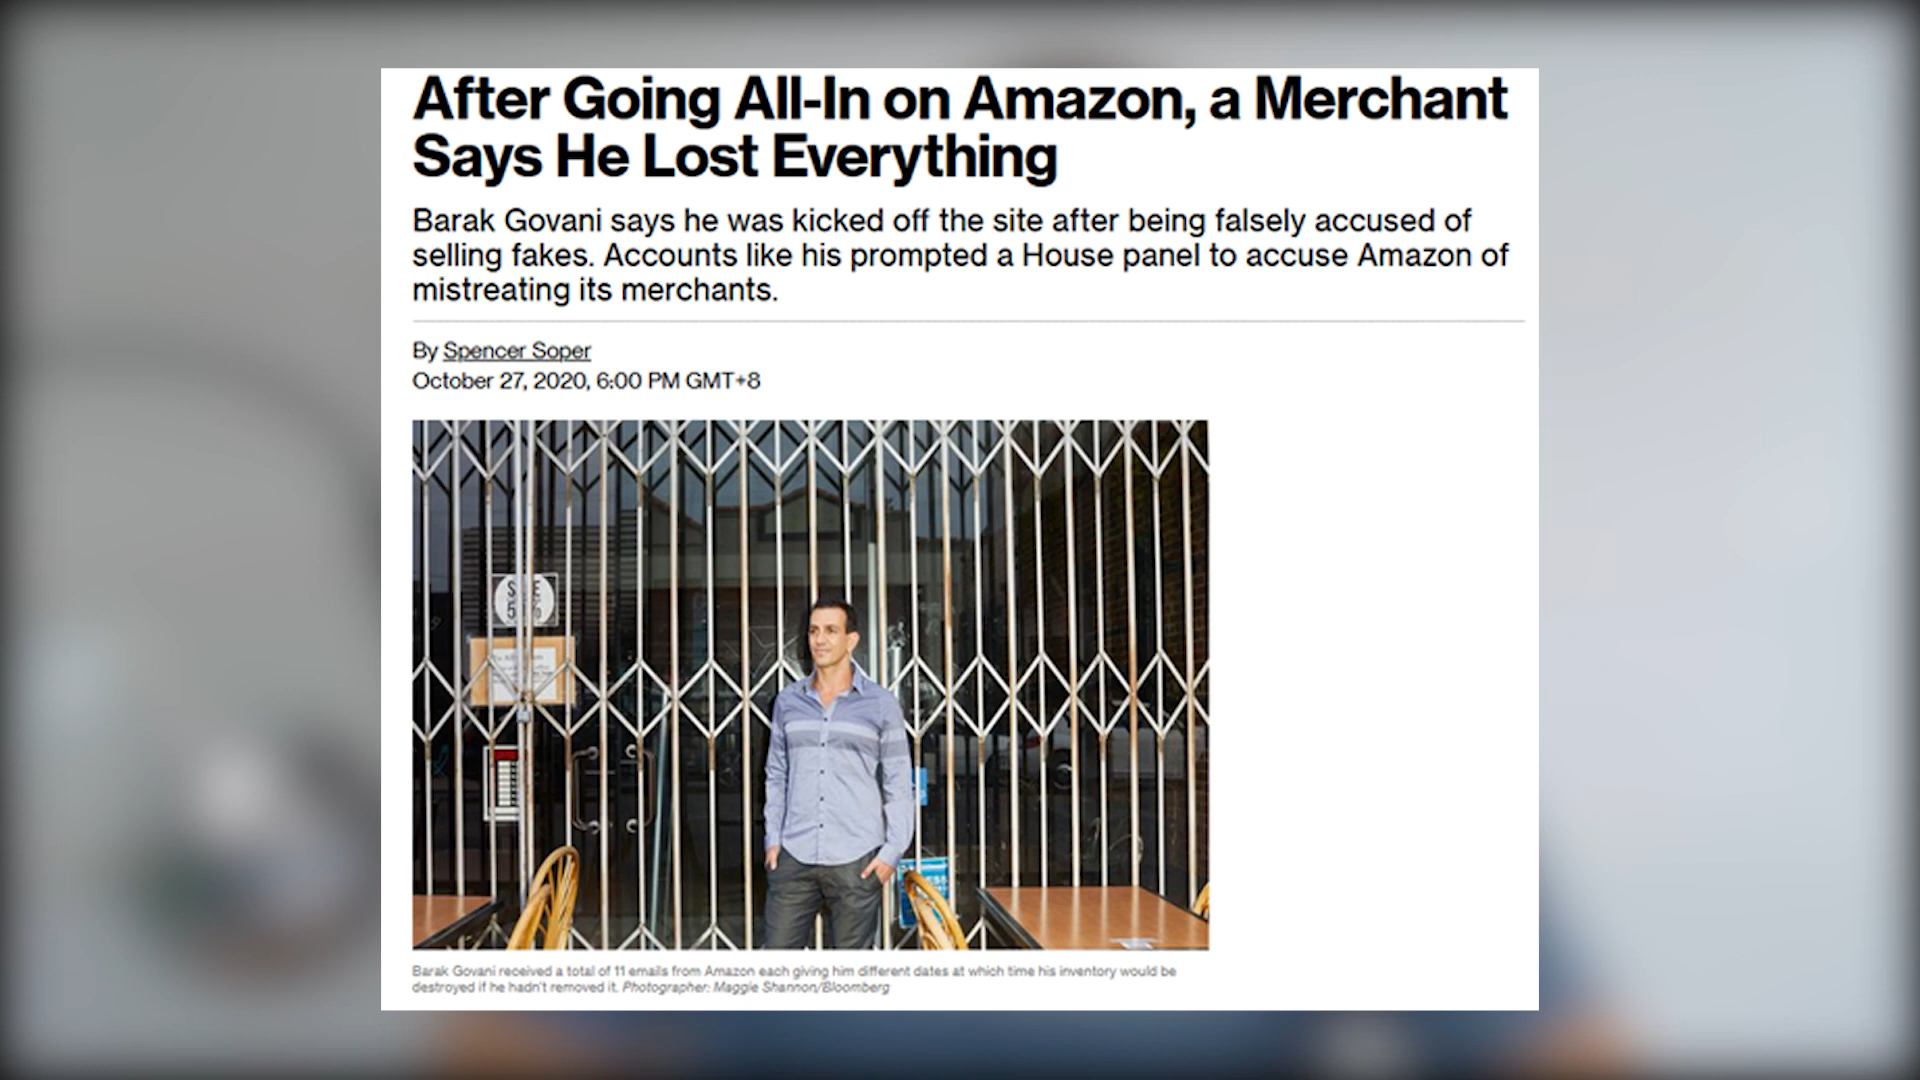 After Going All-In on Amazon, a Merchant
Says He Lost Everything
Barak Govani says he was kicked off the site after being falsely accused of
selling fakes. Accounts like his prompted a House panel to accuse Amazon of
mistreating its merchants.
By Spencer Soper
October 27, 2020, 6:00 PM GMT+8
Barak Govani received a total of 11 emails from Amazon each giving him different dates at which time his inventory would be
destroyed if he hadn't removed it. Photographer: Maggie Shannon/Bloomberg